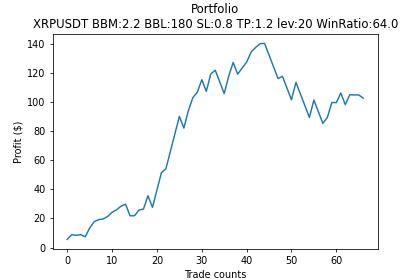 Portfolio
XRPUSDT BBM:2.2 BBL:180 SL:0.8 TP:1.2 lev:20 WinRatio:64.0
Profit ($)
140
120
100
80
60
40
20
0
0 10 20 30 40 50 60
Trade counts